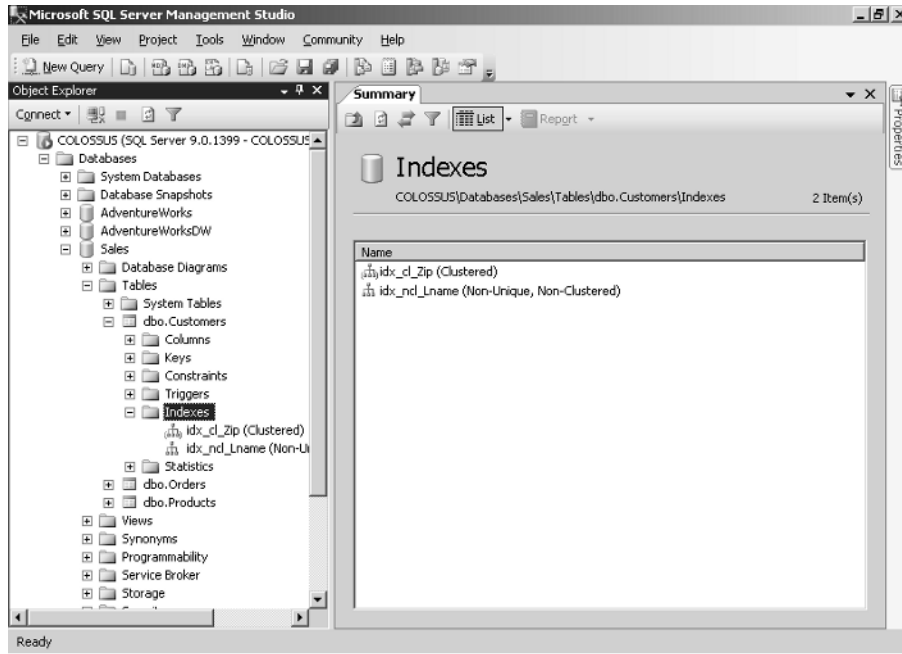 Microsoft SQL Server Management Studio
File Edit View Project Tools Window Community Help
New Query
Object Explorer
Connect
COLOSSUS (SQL Server 9.0.1399 - COLOSSUS
Databases
System Databases
Database Snapshots
AdventureWorks
AdventureWorksDW
Sales
Database Diagrams
Tables
System Tables
dbo.Customers
Columns
Keys
Constraints
Triggers
Indexes
idx_cl_Zip (Clustered)
idx_ncl_Lname (Non-U
Statistics
dbo.Orders
dbo.Products
Views
Synonyms
Programmability
Service Broker
Storage
Summary
List Report
Indexes
COLOSSUS\Databases\Sales\Tables\dbo.Customers\Indexes 2 Item(s)
Name
idx_cl_Zip (Clustered)
idx_ncl_Lname (Non-Unique, Non-Clustered)
Properties
Ready